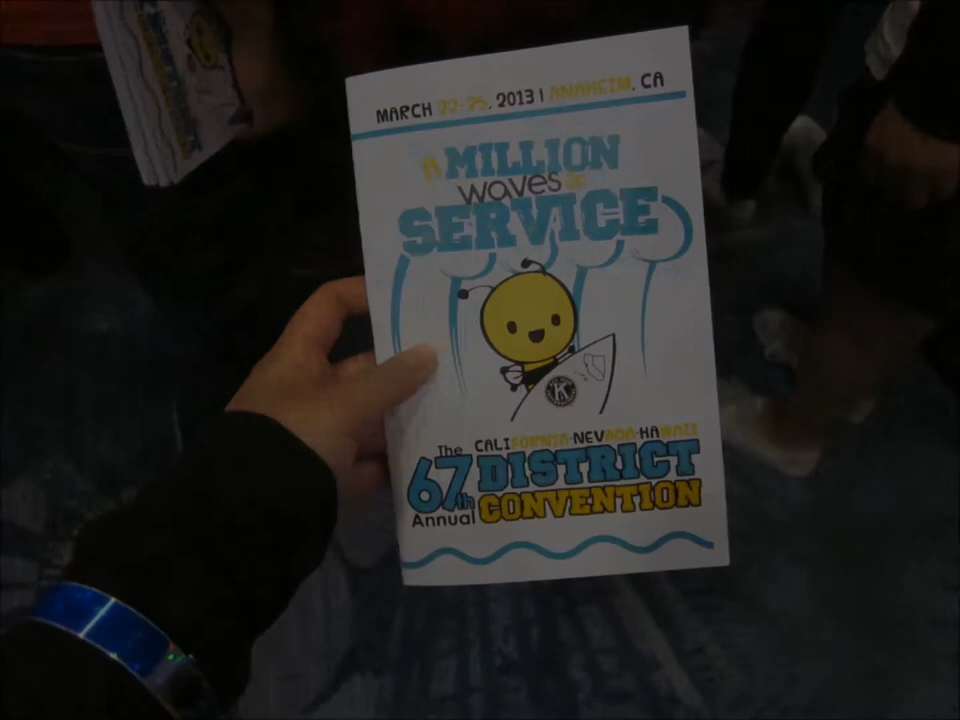 MARCH 22-25, 2013 | ANAHEIM, CA
A MILLION
waves of
SERVICE
K
CALIFORNIA-NEVADA-HAWAII
The 67th Annual
DISTRICT
CONVENTION